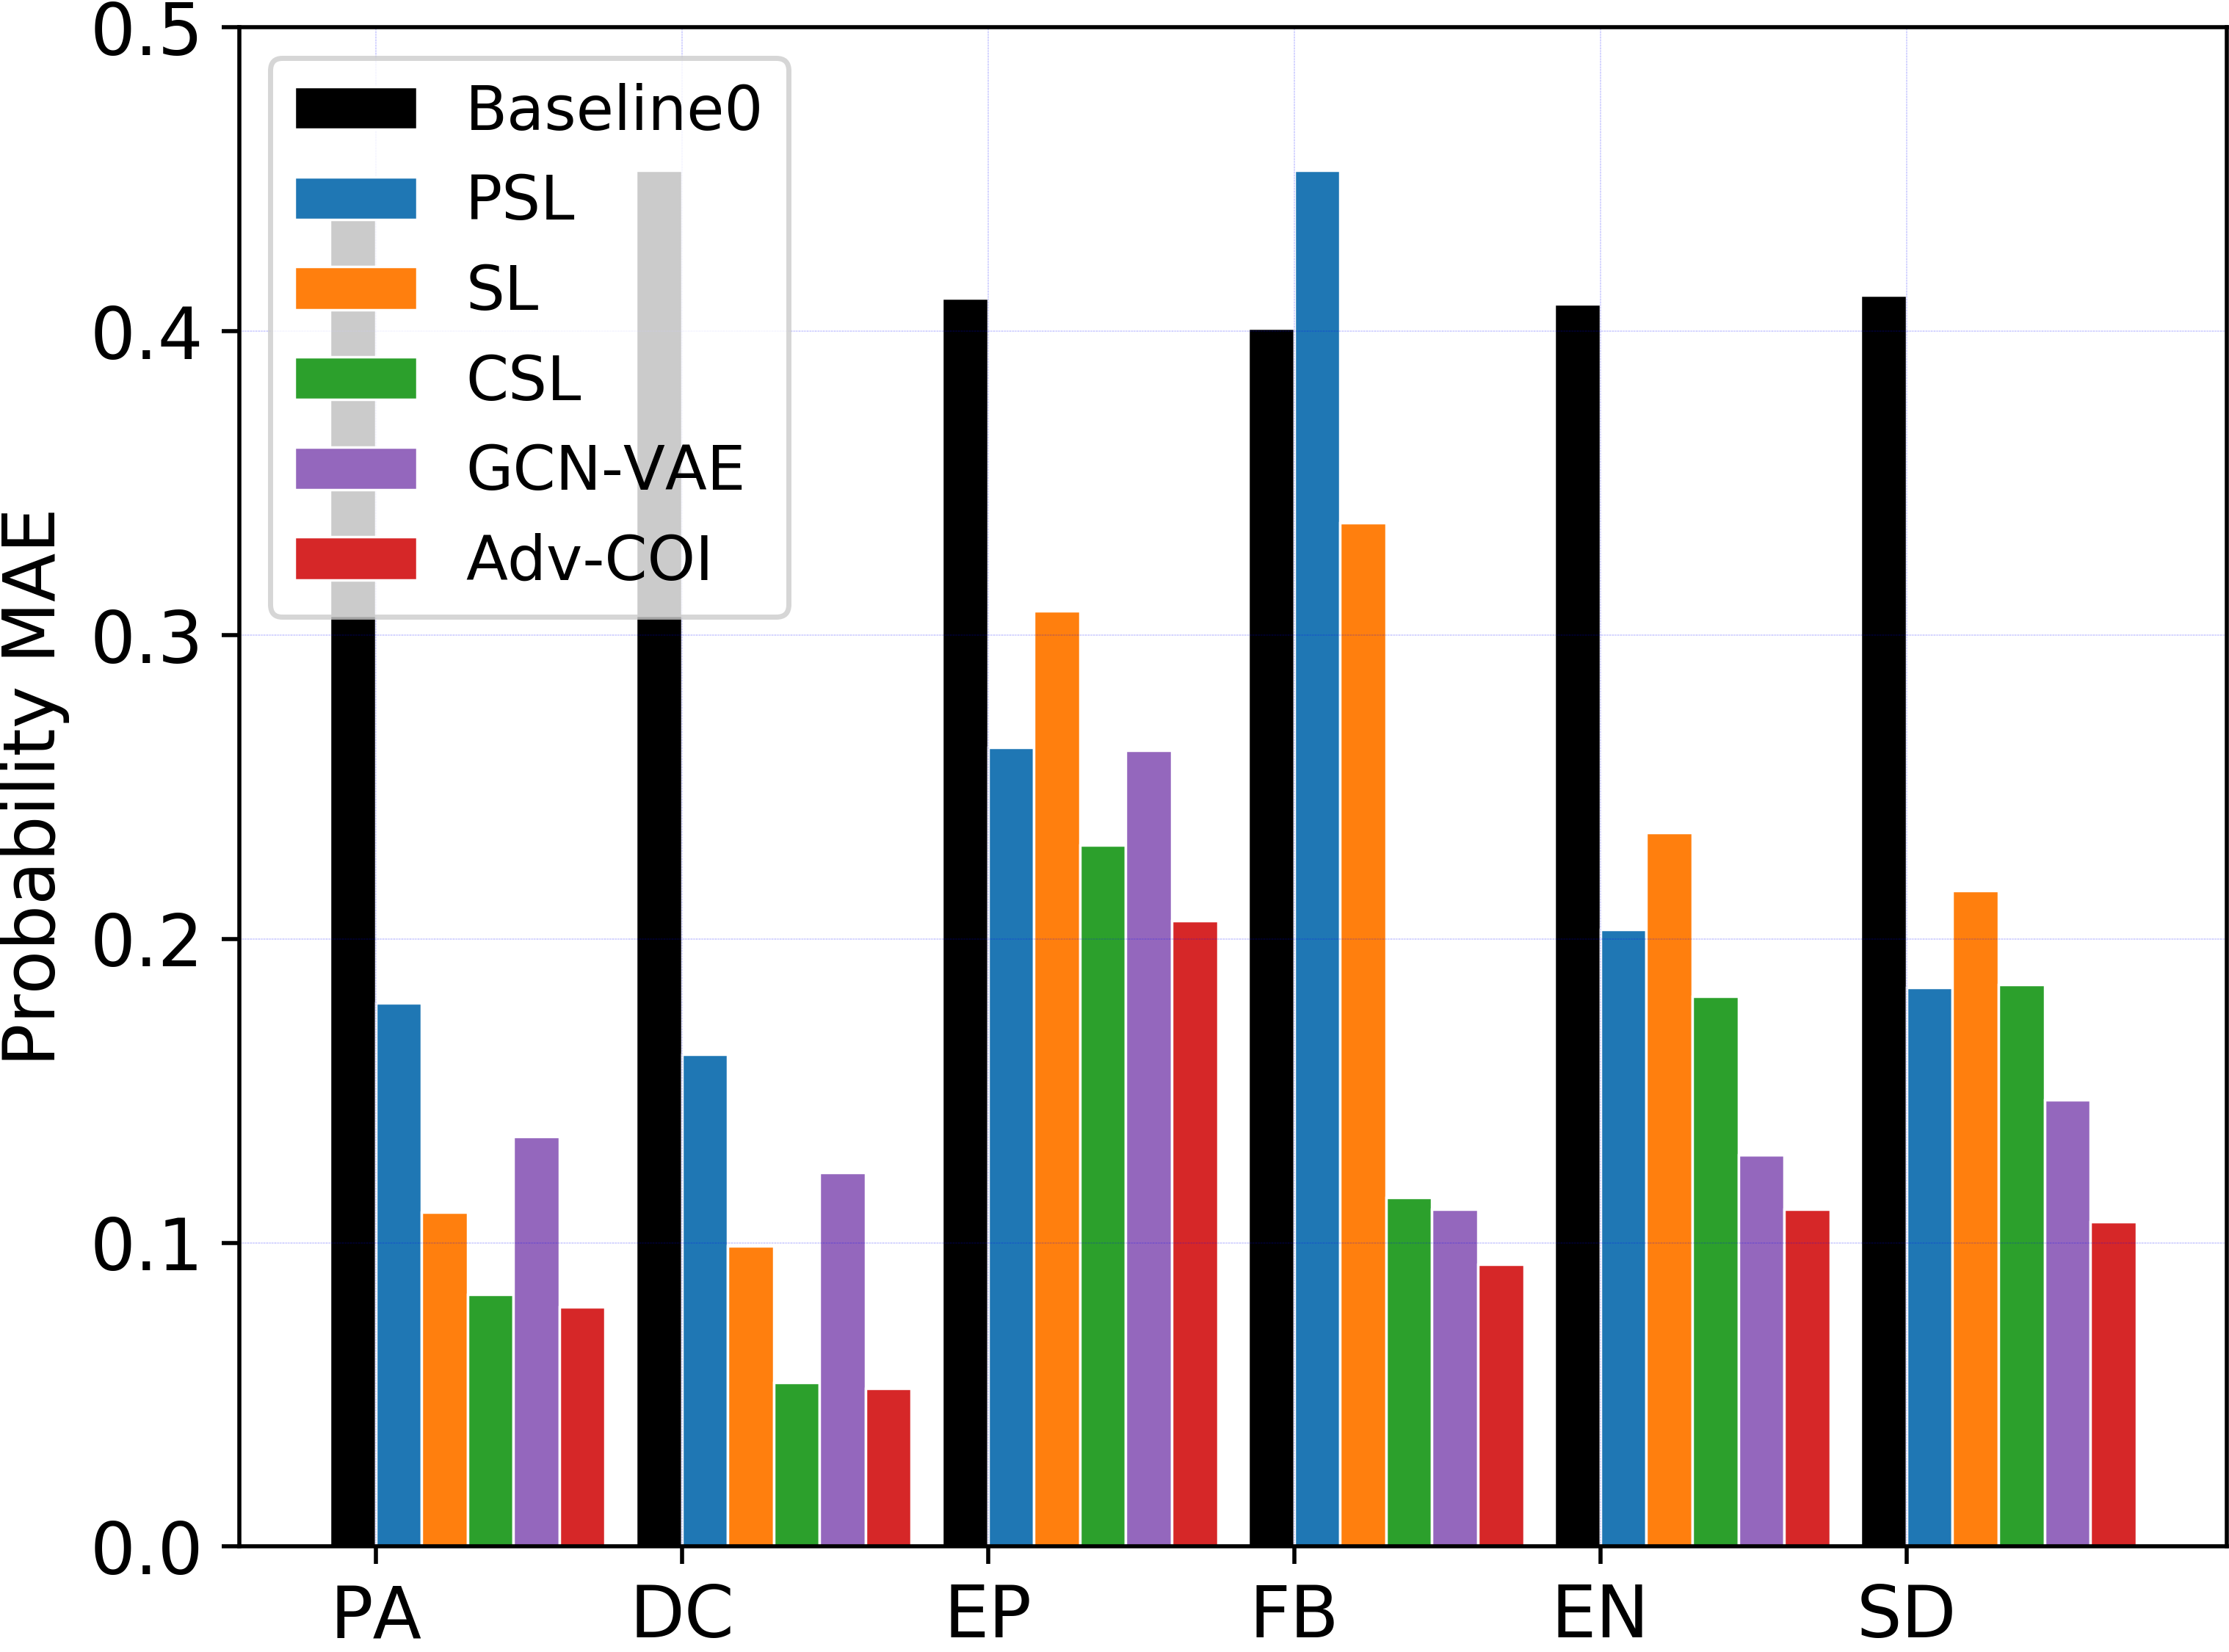 Probability MAE
0.5
0.4
0.3
0.2
0.1
0.0
Baseline0
PSL
SL
CSL
GCN-VAE
Adv-COI
PA DC EP FB EN SD